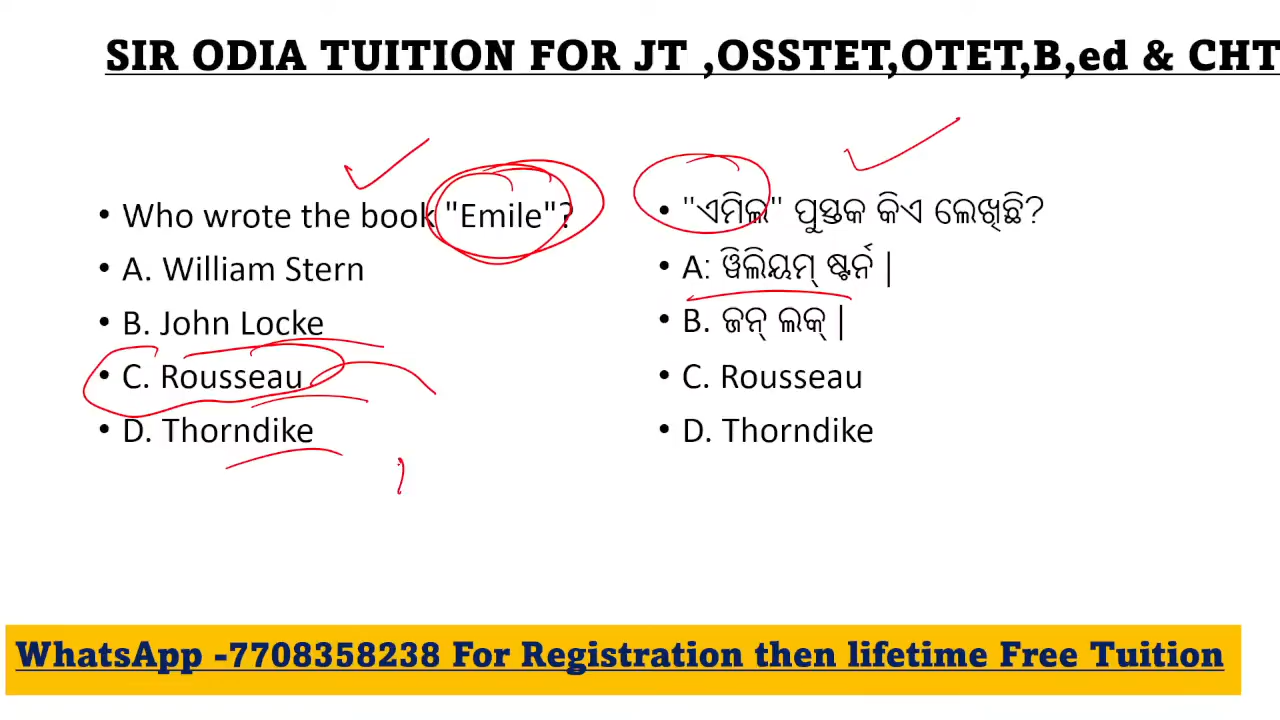 SIR ODIA TUITION FOR JT ,OSSTET,OTET,B,ed & CHT
• Who wrote the book "Emile"?
• A. William Stern
• B. John Locke
• C. Rousseau
• D. Thorndike
• "ଏମିଲ" ପୁସ୍ତକ କିଏ ଲେଖିଛି?
• A: ୱିଲିୟମ୍ ଷ୍ଟର୍ନ |
• B. ଜନ୍ ଲକ୍ |
• C. Rousseau
• D. Thorndike
WhatsApp -7708358238 For Registration then lifetime Free Tuition